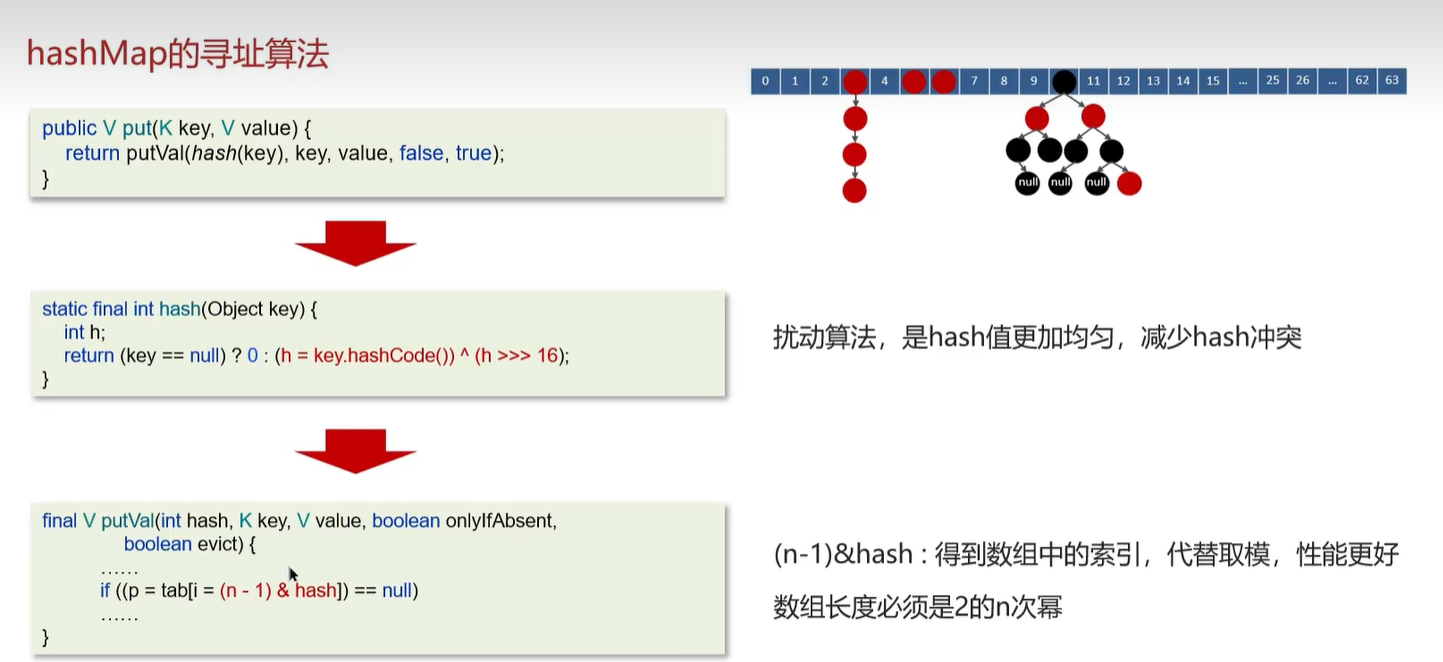 hashMap的寻址算法
0 1 2 4 7 8 9 11 12 13 14 15 ... 25 26 ... 62 63
null null null
public V put(K key, V value) {
return putVal(hash(key), key, value, false, true);
}
static final int hash(Object key) {
int h;
return (key == null) ? 0 : (h = key.hashCode()) ^ (h >>> 16);
}
扰动算法，是hash值更加均匀，减少hash冲突
final V putVal(int hash, K key, V value, boolean onlyIfAbsent,
boolean evict) {
……
if ((p = tab[i = (n - 1) & hash]) == null)
……
}
(n-1)&hash : 得到数组中的索引，代替取模，性能更好
数组长度必须是2的n次幂